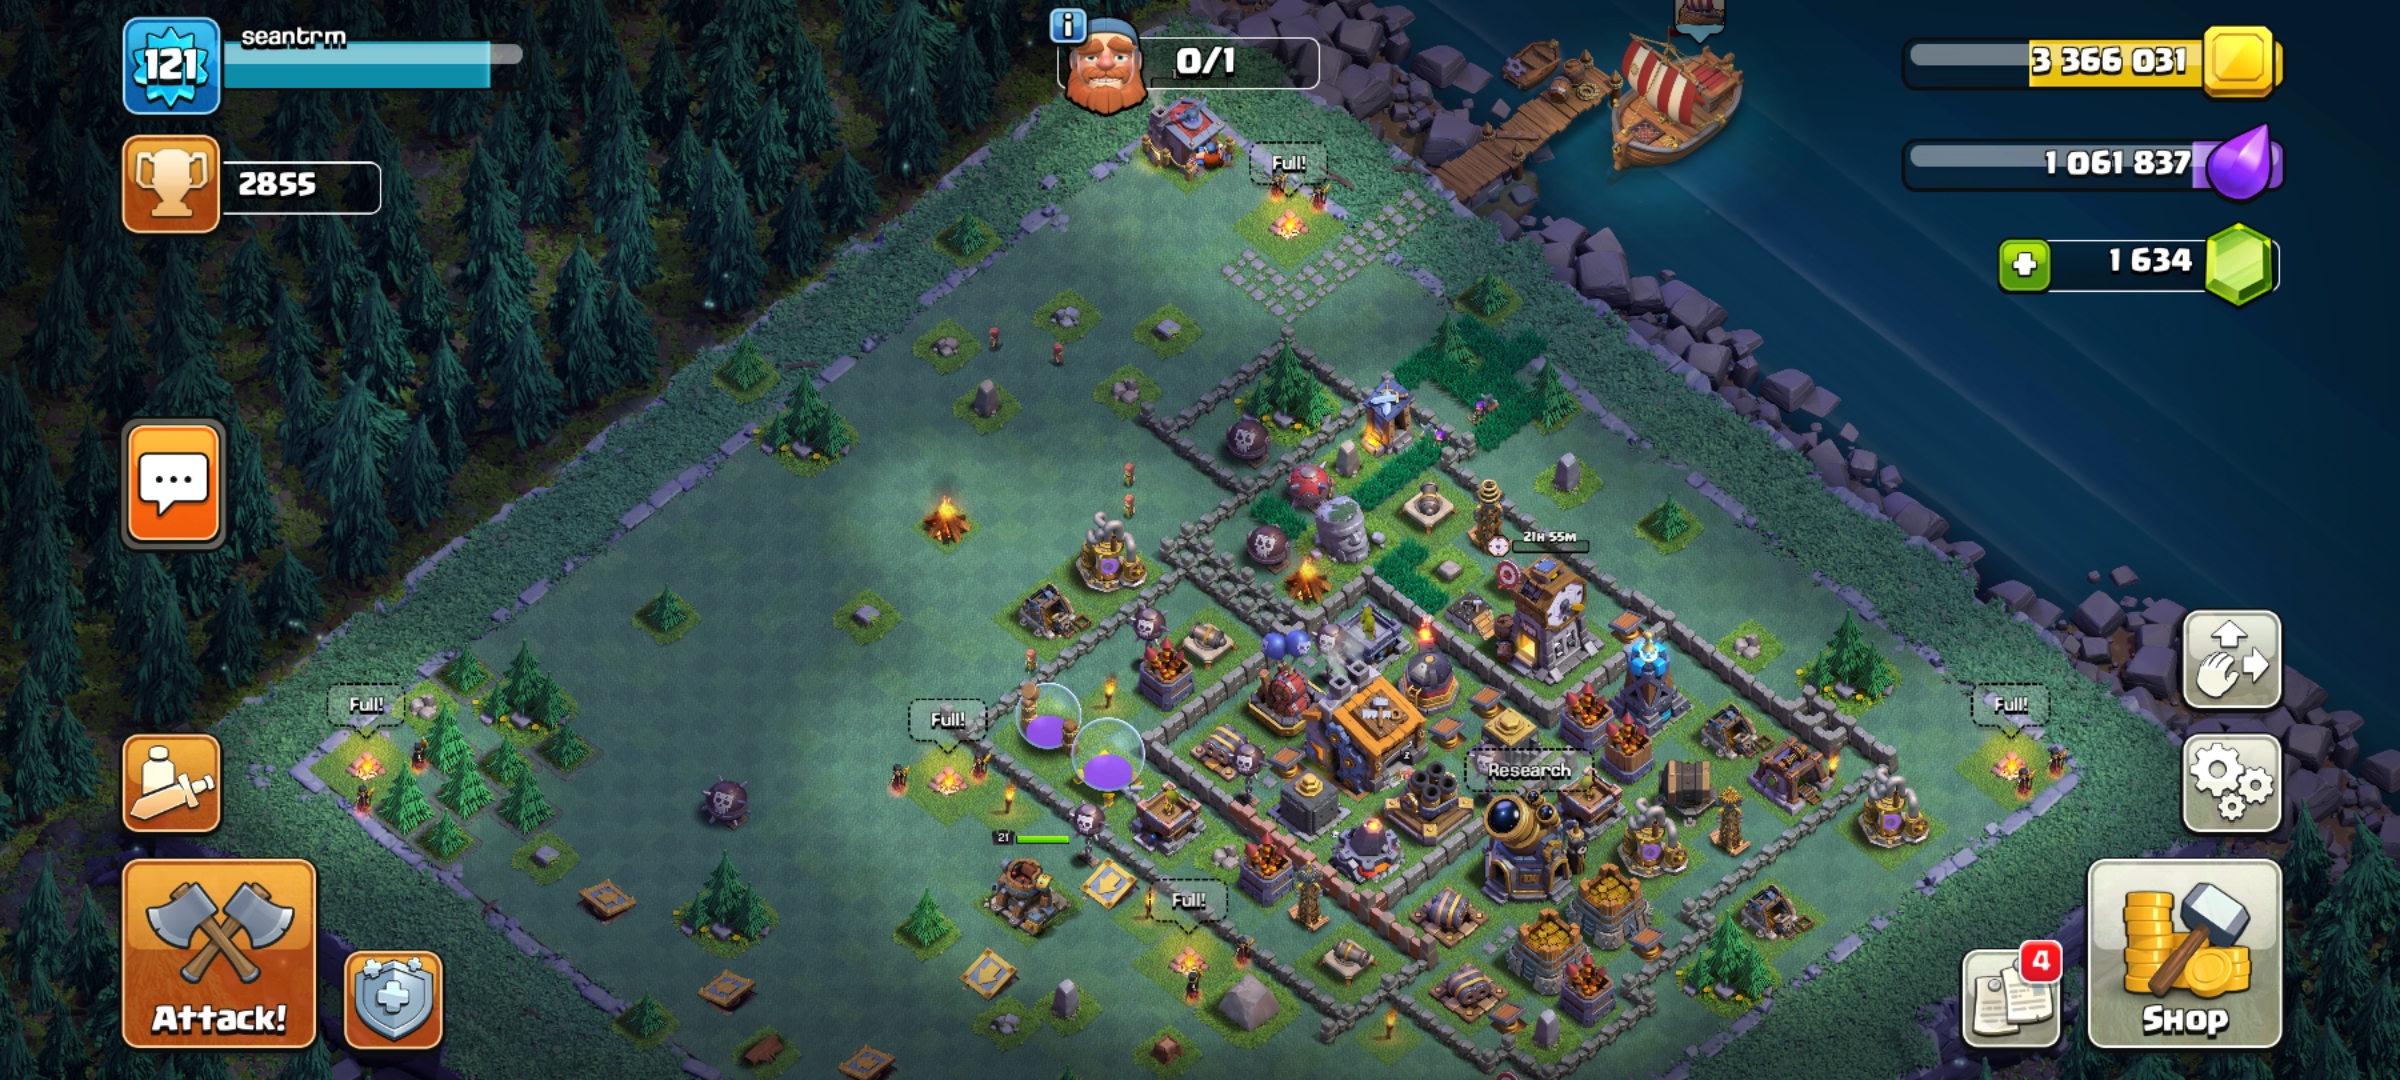 121
seantrm
i
0/1
3 366 031
2855
Full!
1 061 837
1 634
21H 55M
Full!
Full!
Full!
Research
21
Full!
4
Attack!
Shop